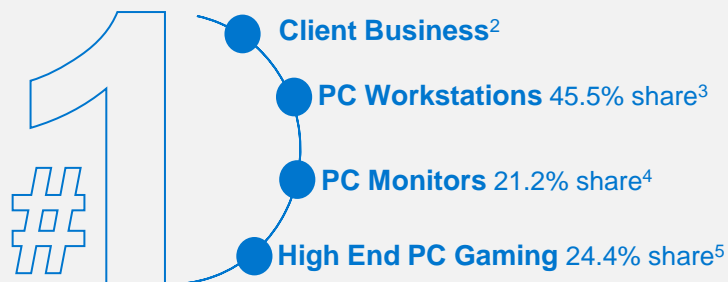 #1
Client Business²
PC Workstations 45.5% share³
PC Monitors 21.2% share⁴
High End PC Gaming 24.4% share⁵